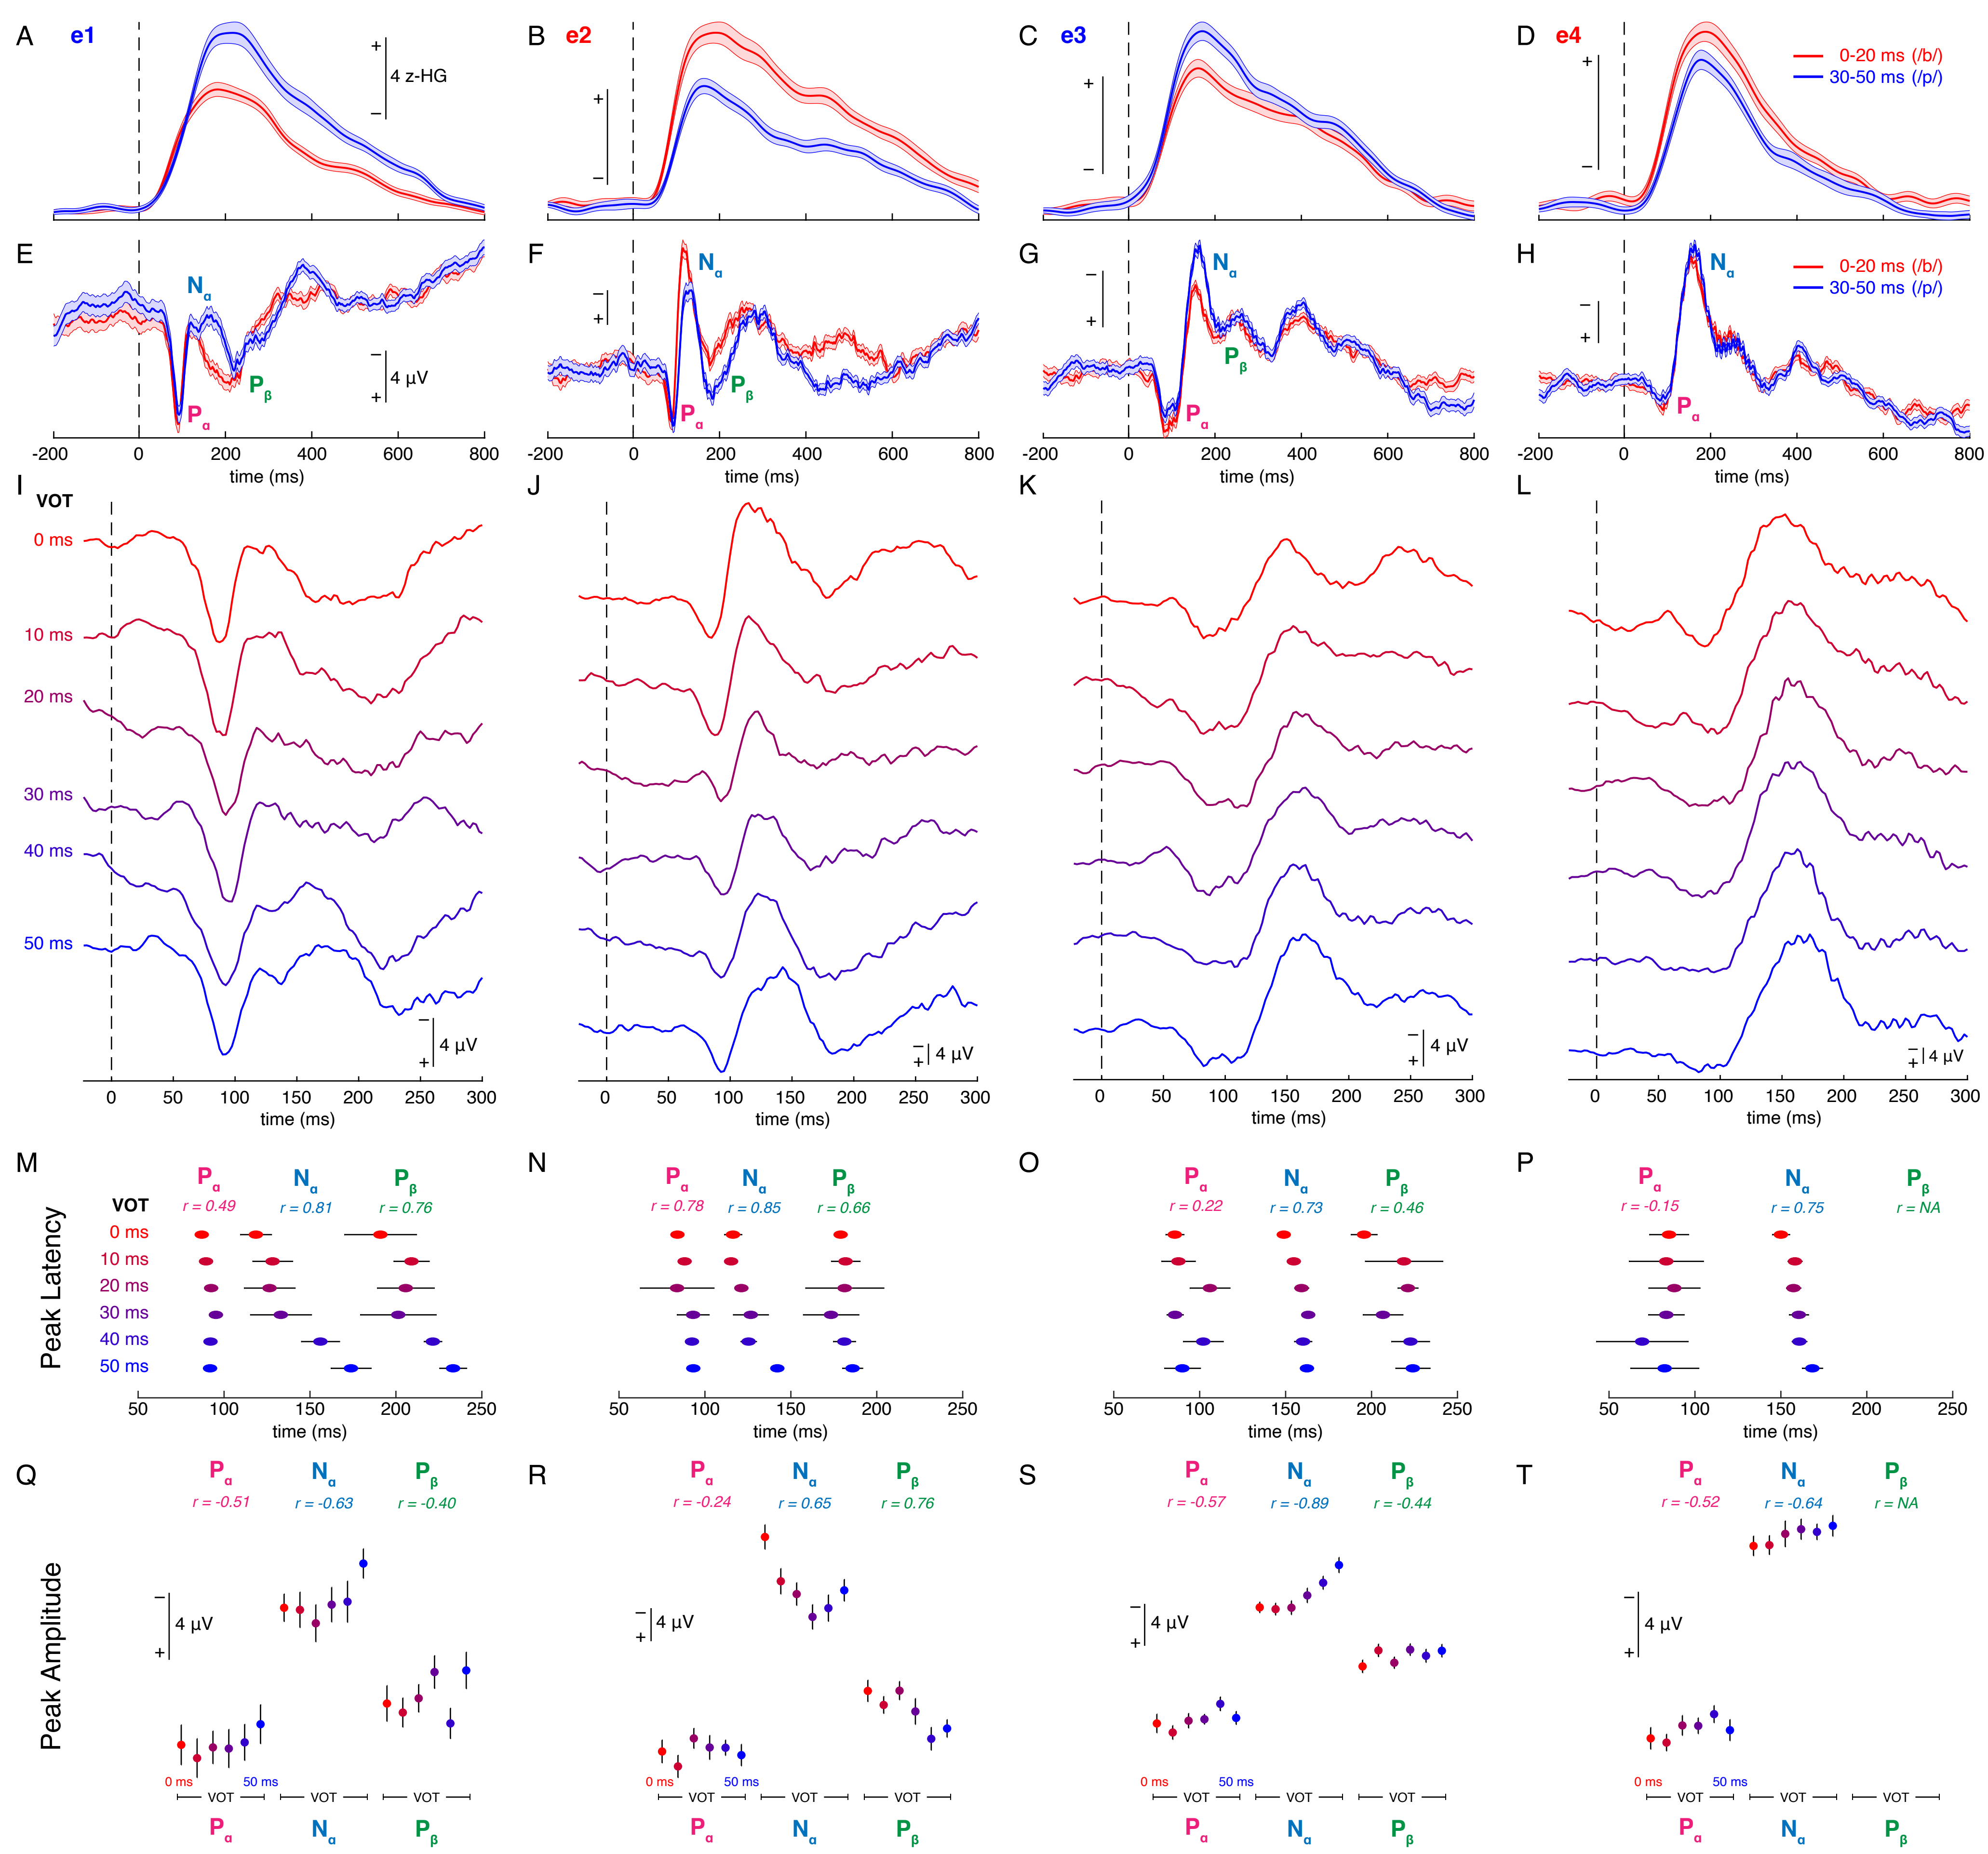 A e1 + − 4 z-HG
B e2 + −
C e3 + −
D e4 + − 0-20 ms (/b/)
30-50 ms (/p/)
E Nα Pα Pβ − + 4 µV
-200 0 200 400 600 800
time (ms)
F − + Nα Pα Pβ
-200 0 200 400 600 800
time (ms)
G − + Nα Pβ Pα
-200 0 200 400 600 800
time (ms)
H − + Nα Pα 0-20 ms (/b/)
30-50 ms (/p/)
-200 0 200 400 600 800
time (ms)
I VOT
0 ms
10 ms
20 ms
30 ms
40 ms
50 ms
− + 4 µV
0 50 100 150 200 250 300
time (ms)
J
− + 4 µV
0 50 100 150 200 250 300
time (ms)
K
− + 4 µV
0 50 100 150 200 250 300
time (ms)
L
− + 4 µV
0 50 100 150 200 250 300
time (ms)
Peak Latency
M Pα Nα Pβ
r = 0.49 r = 0.81 r = 0.76
VOT
0 ms
10 ms
20 ms
30 ms
40 ms
50 ms
50 100 150 200 250
time (ms)
N Pα Nα Pβ
r = 0.78 r = 0.85 r = 0.66
50 100 150 200 250
time (ms)
O Pα Nα Pβ
r = 0.22 r = 0.73 r = 0.46
50 100 150 200 250
time (ms)
P Pα Nα Pβ
r = -0.15 r = 0.75 r = NA
50 100 150 200 250
time (ms)
Peak Amplitude
Q Pα Nα Pβ
r = -0.51 r = -0.63 r = -0.40
− + 4 µV
0 ms 50 ms
VOT VOT VOT
Pα Nα Pβ
R Pα Nα Pβ
r = -0.24 r = 0.65 r = 0.76
− + 4 µV
0 ms 50 ms
VOT VOT VOT
Pα Nα Pβ
S Pα Nα Pβ
r = -0.57 r = -0.89 r = -0.44
− + 4 µV
0 ms 50 ms
VOT VOT VOT
Pα Nα Pβ
T Pα Nα Pβ
r = -0.52 r = -0.64 r = NA
− + 4 µV
0 ms 50 ms
VOT VOT VOT
Pα Nα Pβ